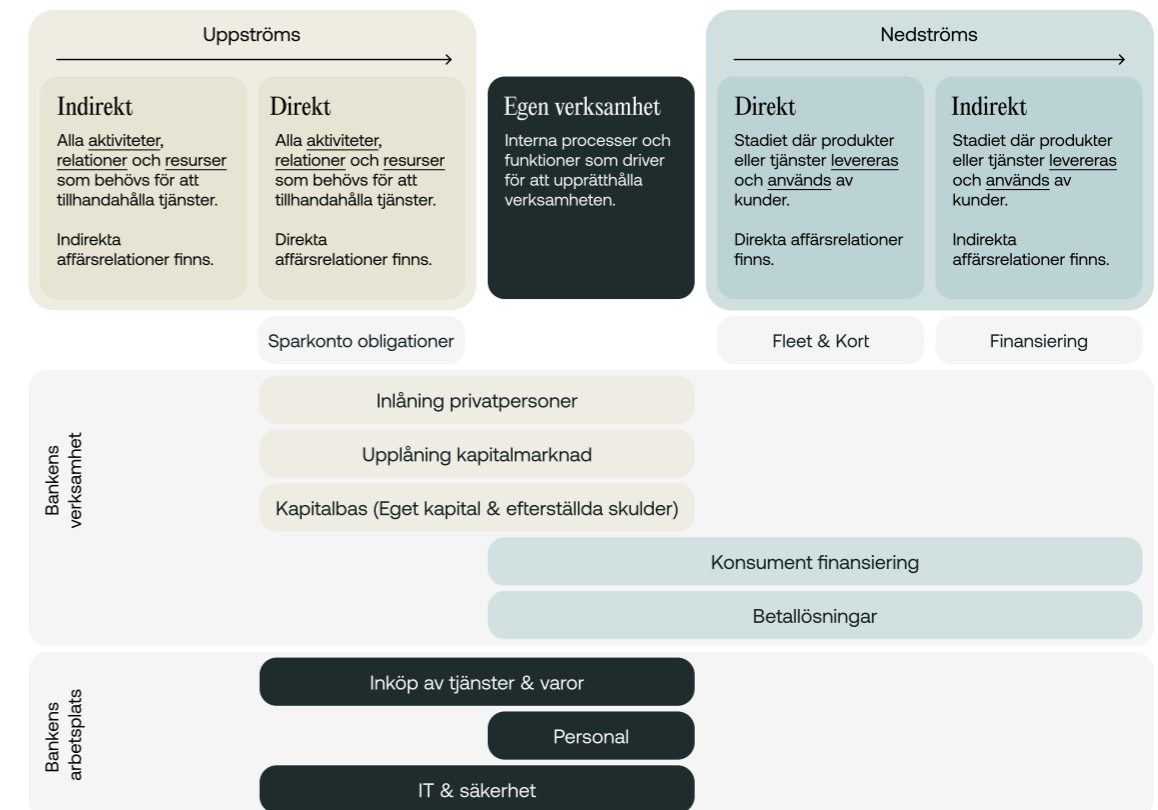 Uppströms
Nedströms
Indirekt
Alla aktiviteter,
relationer och resurser
som behövs för att
tillhandahålla tjänster.
Indirekta
affärsrelationer finns.
Direkt
Alla aktiviteter,
relationer och resurser
som behövs för att
tillhandahålla tjänster.
Direkta
affärsrelationer finns.
Egen verksamhet
Interna processer och
funktioner som driver
för att upprätthålla
verksamheten.
Direkt
Stadiet där produkter
eller tjänster levereras
och används av
kunder.
Direkta affärsrelationer
finns.
Indirekt
Stadiet där produkter
eller tjänster levereras
och används av
kunder.
Indirekta
affärsrelationer finns.
Sparkonto obligationer
Fleet & Kort
Finansiering
Bankens
verksamhet
Inlåning privatpersoner
Upplåning kapitalmarknad
Kapitalbas (Eget kapital & efterställda skulder)
Konsument finansiering
Betallösningar
Bankens
arbetsplats
Inköp av tjänster & varor
Personal
IT & säkerhet